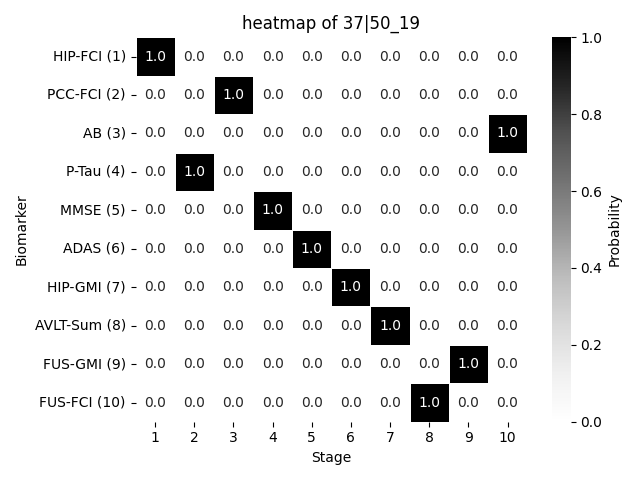 heatmap of 37|50_19
HIP-FCI (1) 1.0 0.0 0.0 0.0 0.0 0.0 0.0 0.0 0.0 0.0
PCC-FCI (2) 0.0 0.0 1.0 0.0 0.0 0.0 0.0 0.0 0.0 0.0
AB (3) 0.0 0.0 0.0 0.0 0.0 0.0 0.0 0.0 0.0 1.0
P-Tau (4) 0.0 1.0 0.0 0.0 0.0 0.0 0.0 0.0 0.0 0.0
MMSE (5) 0.0 0.0 0.0 1.0 0.0 0.0 0.0 0.0 0.0 0.0
ADAS (6) 0.0 0.0 0.0 0.0 1.0 0.0 0.0 0.0 0.0 0.0
HIP-GMI (7) 0.0 0.0 0.0 0.0 0.0 1.0 0.0 0.0 0.0 0.0
AVLT-Sum (8) 0.0 0.0 0.0 0.0 0.0 0.0 1.0 0.0 0.0 0.0
FUS-GMI (9) 0.0 0.0 0.0 0.0 0.0 0.0 0.0 0.0 1.0 0.0
FUS-FCI (10) 0.0 0.0 0.0 0.0 0.0 0.0 0.0 1.0 0.0 0.0
1 2 3 4 5 6 7 8 9 10
Stage
Biomarker
1.0
0.8
0.6
0.4
0.2
0.0
Probability